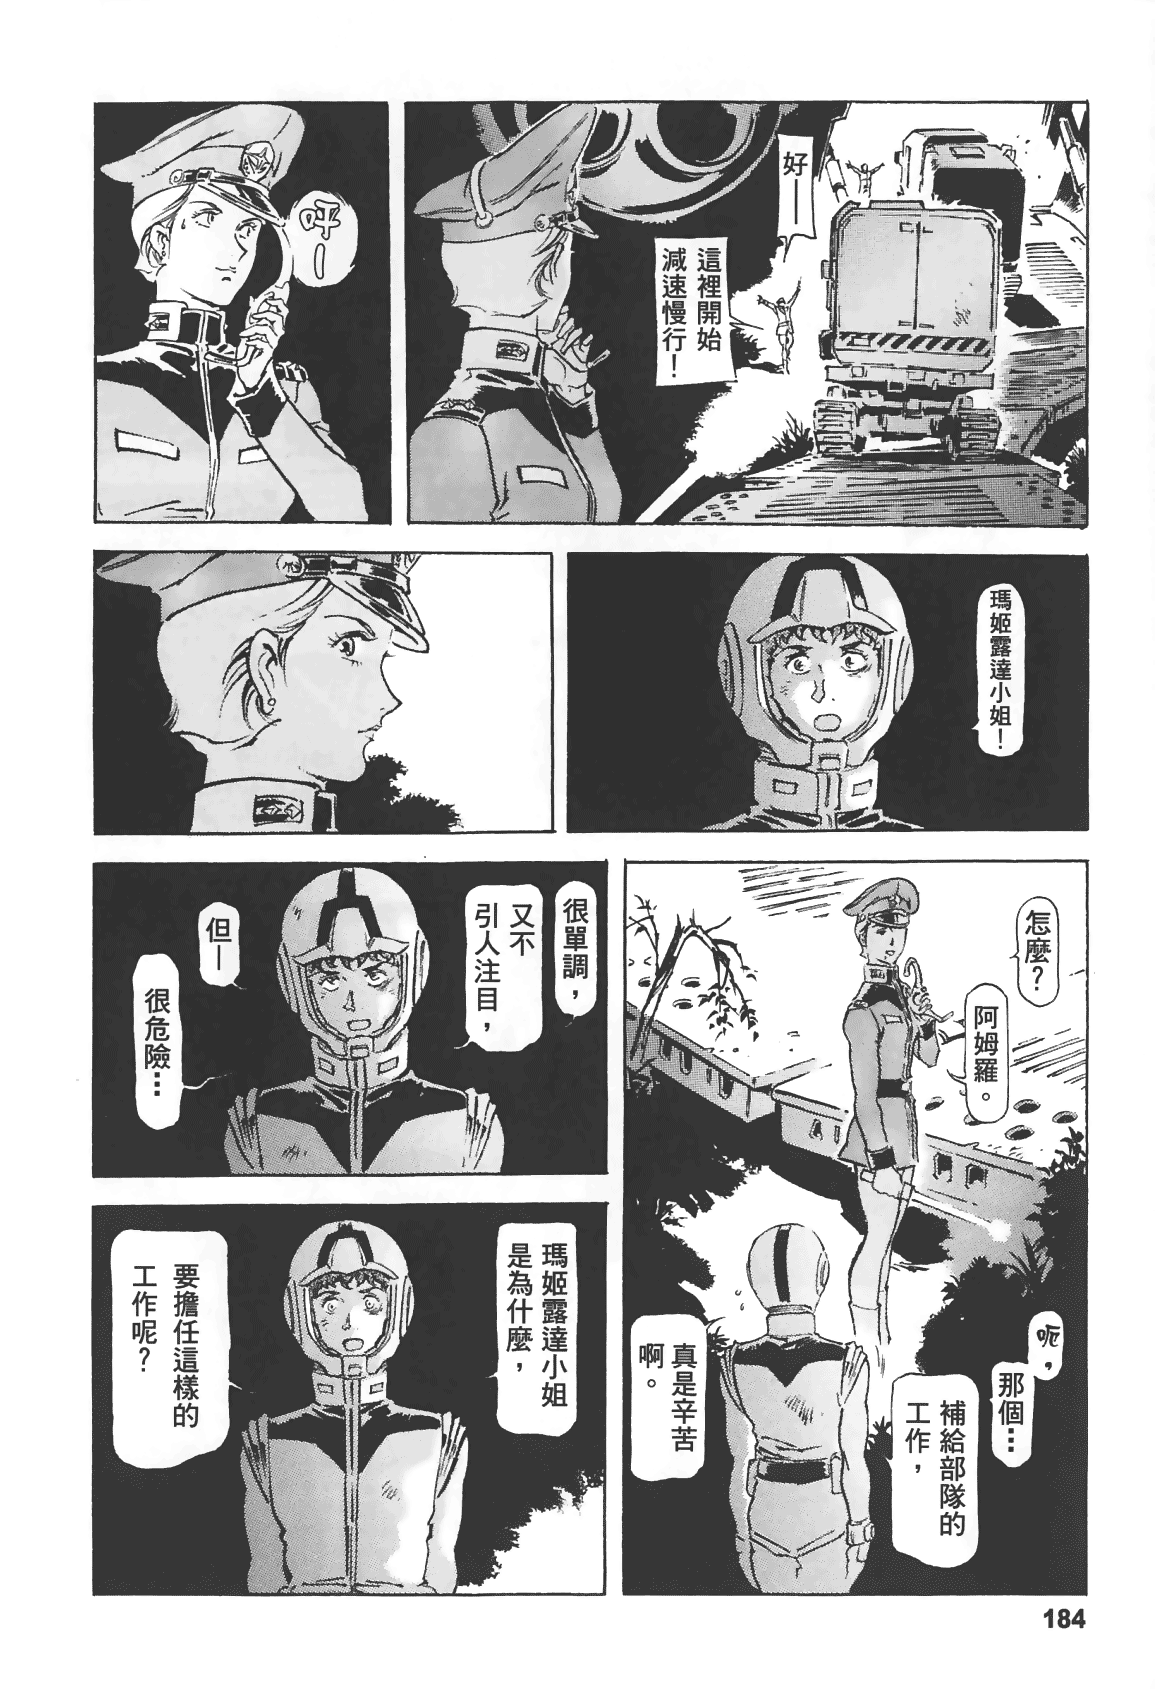 好──
這裡開始
減速慢行！
呼─
瑪姬露達小姐！
怎麼？
阿姆羅。
呃，
那個…
補給部隊的
工作，
真是辛苦
啊。
很單調，
又不
引人注目，
但─
很危險…
瑪姬露達小姐
是為什麼，
要擔任這樣的
工作呢？
184